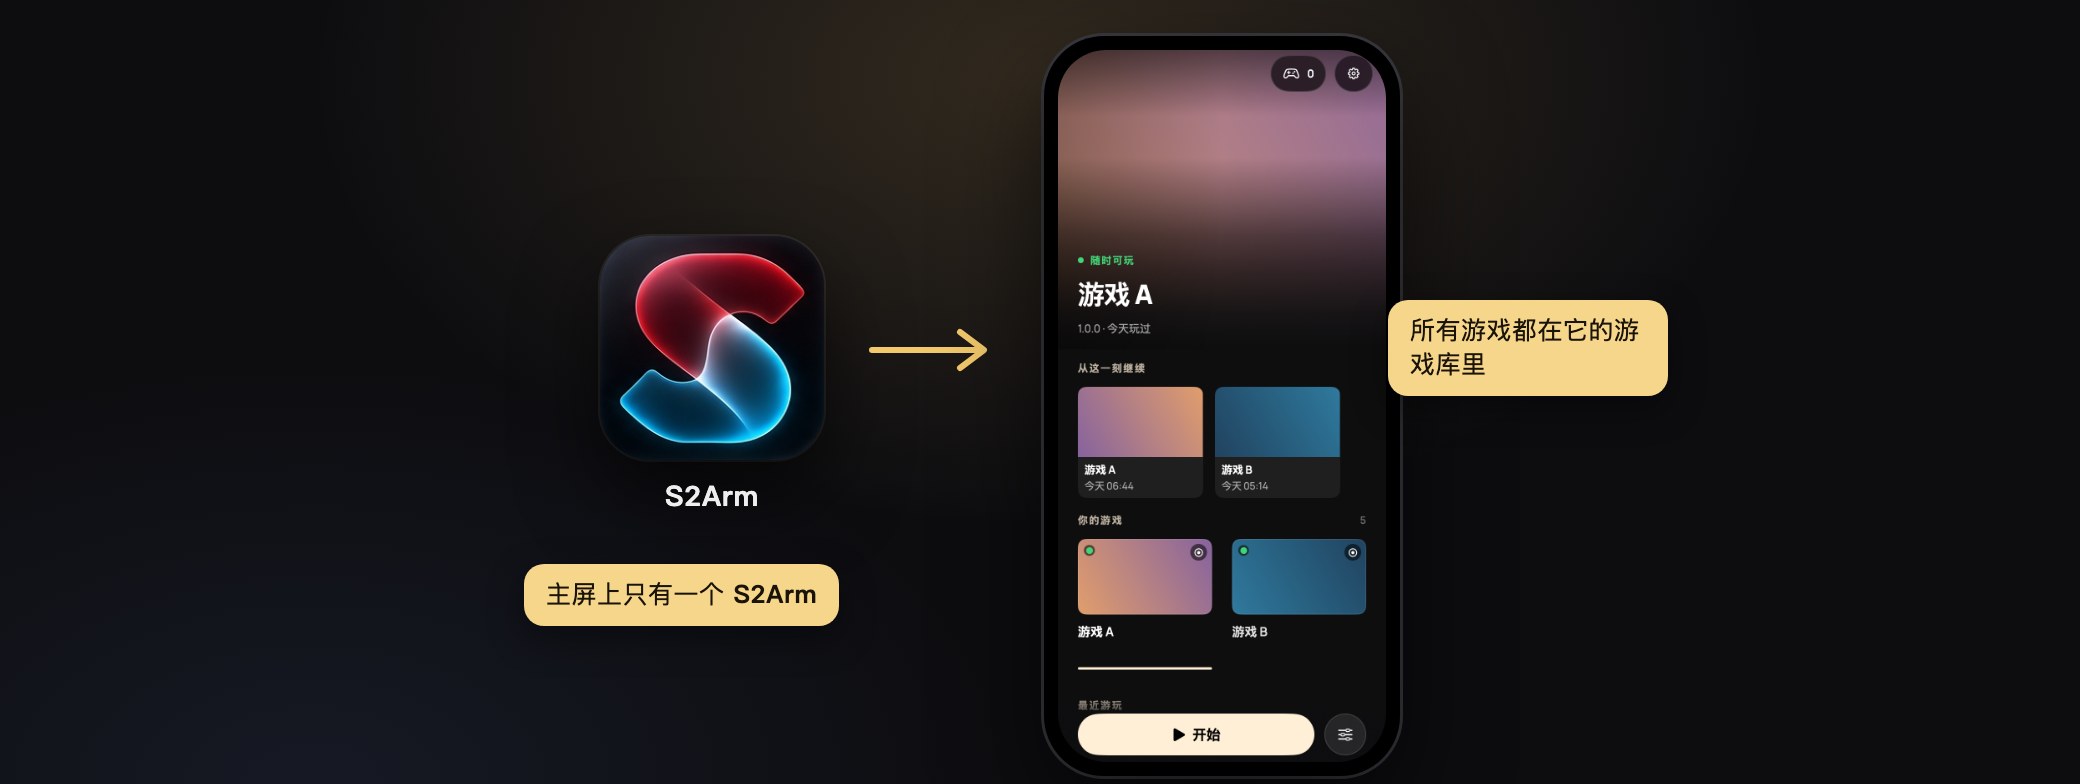 S2Arm
主屏上只有一个 S2Arm
0
随时可玩
游戏 A
1.0.0 · 今天玩过
从这一刻继续
游戏 A
今天 06:44
游戏 B
今天 05:14
你的游戏
5
游戏 A
游戏 B
最近游玩
开始
所有游戏都在它的游
戏库里